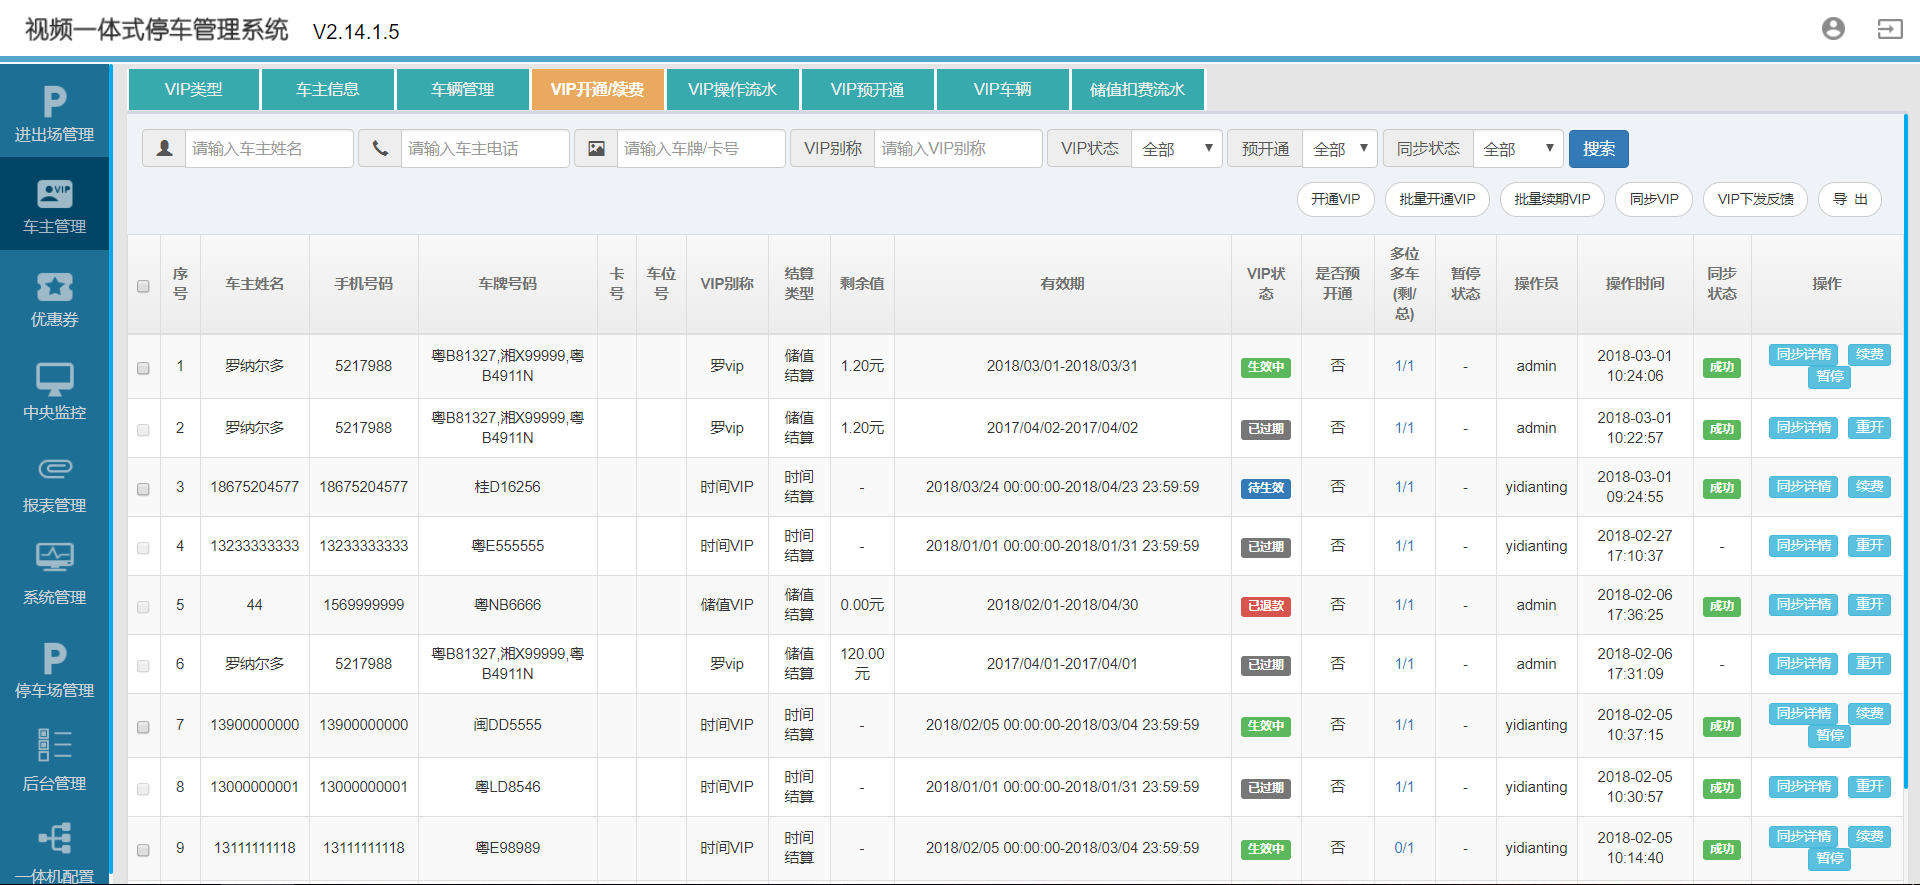 视频一体式停车管理系统 V2.14.1.5
进出场管理
车主管理
优惠券
中央监控
报表管理
系统管理
停车场管理
后台管理
一体机配置
VIP类型 车主信息 车辆管理 VIP开通/续费 VIP操作流水 VIP预开通 VIP车辆 储值扣费流水
请输入车主姓名 请输入车主电话 请输入车牌/卡号 VIP别称 请输入VIP别称 VIP状态 全部 预开通 全部 同步状态 全部 搜索
开通VIP 批量开通VIP 批量续期VIP 同步VIP VIP下发反馈 导 出
序号 车主姓名 手机号码 车牌号码 卡号 车位号 VIP别称 结算类型 剩余值 有效期 VIP状态 是否预开通 多位多车(剩/总) 暂停状态 操作员 操作时间 同步状态 操作
1 罗纳尔多 5217988 粤B81327,湘X99999,粤B4911N 罗vip 储值结算 1.20元 2018/03/01-2018/03/31 生效中 否 1/1 - admin 2018-03-01 10:24:06 成功 同步详情 续费 暂停
2 罗纳尔多 5217988 粤B81327,湘X99999,粤B4911N 罗vip 储值结算 1.20元 2017/04/02-2017/04/02 已过期 否 1/1 - admin 2018-03-01 10:22:57 成功 同步详情 重开
3 18675204577 18675204577 桂D16256 时间VIP 时间结算 - 2018/03/24 00:00:00-2018/04/23 23:59:59 待生效 否 1/1 - yidianting 2018-03-01 09:24:55 成功 同步详情 续费
4 13233333333 13233333333 粤E555555 时间VIP 时间结算 - 2018/01/01 00:00:00-2018/01/31 23:59:59 已过期 否 1/1 - yidianting 2018-02-27 17:10:37 - 同步详情 重开
5 44 1569999999 粤NB6666 储值VIP 储值结算 0.00元 2018/02/01-2018/04/30 已退款 否 1/1 - admin 2018-02-06 17:36:25 成功 同步详情 重开
6 罗纳尔多 5217988 粤B81327,湘X99999,粤B4911N 罗vip 储值结算 120.00元 2017/04/01-2017/04/01 已过期 否 1/1 - admin 2018-02-06 17:31:09 - 同步详情 重开
7 13900000000 13900000000 闽DD5555 时间VIP 时间结算 - 2018/02/05 00:00:00-2018/03/04 23:59:59 生效中 否 1/1 - yidianting 2018-02-05 10:37:15 成功 同步详情 续费 暂停
8 13000000001 13000000001 粤LD8546 时间VIP 时间结算 - 2018/01/01 00:00:00-2018/01/31 23:59:59 已过期 否 1/1 - yidianting 2018-02-05 10:30:57 成功 同步详情 重开
9 13111111118 13111111118 粤E98989 时间VIP 时间结算 - 2018/02/05 00:00:00-2018/03/04 23:59:59 生效中 否 0/1 - yidianting 2018-02-05 10:14:40 成功 同步详情 续费 暂停